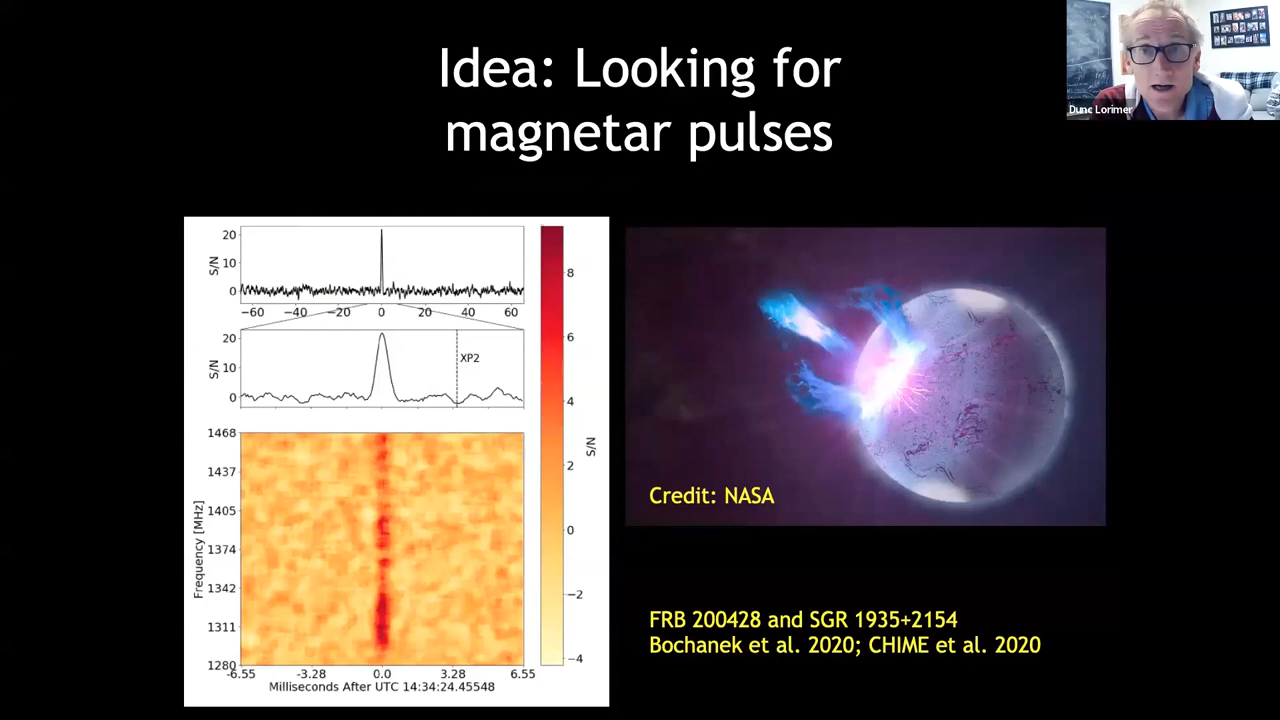 Idea: Looking for
magnetar pulses
Dunc Lorimer
20
10
0
S/N
−60 −40 −20 0 20 40 60
20
10
0
S/N
XP2
1468
1437
1405
1374
1342
1311
1280
Frequency [MHz]
-6.55 -3.28 0.0 3.28 6.55
Milliseconds After UTC 14:34:24.45548
8
6
4
2
0
−2
−4
S/N
Credit: NASA
FRB 200428 and SGR 1935+2154
Bochanek et al. 2020; CHIME et al. 2020